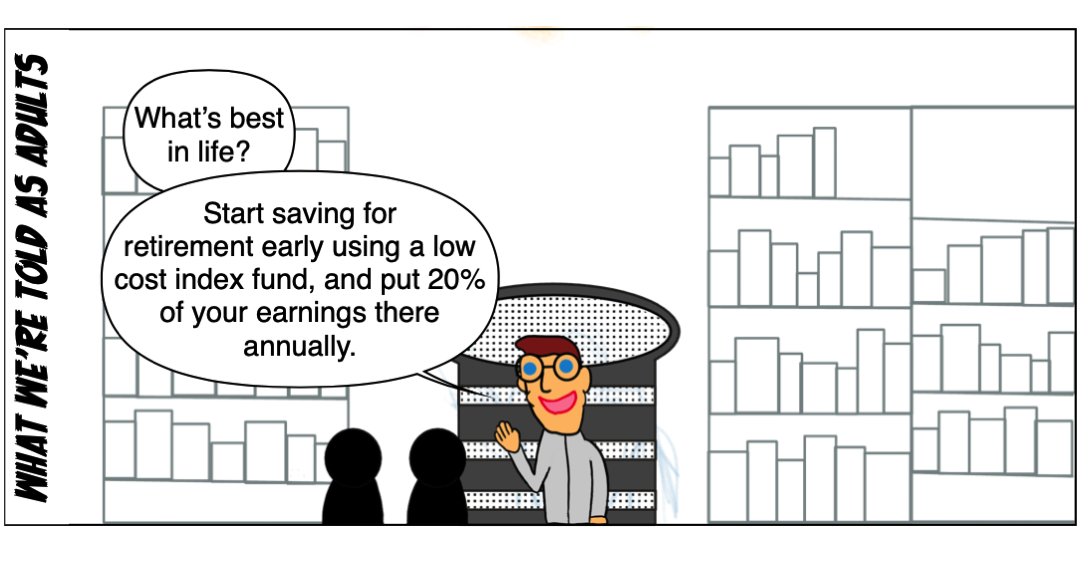 WHAT WE'RE TOLD AS ADULTS
What's best
in life?
Start saving for
retirement early using a low
cost index fund, and put 20%
of your earnings there
annually.